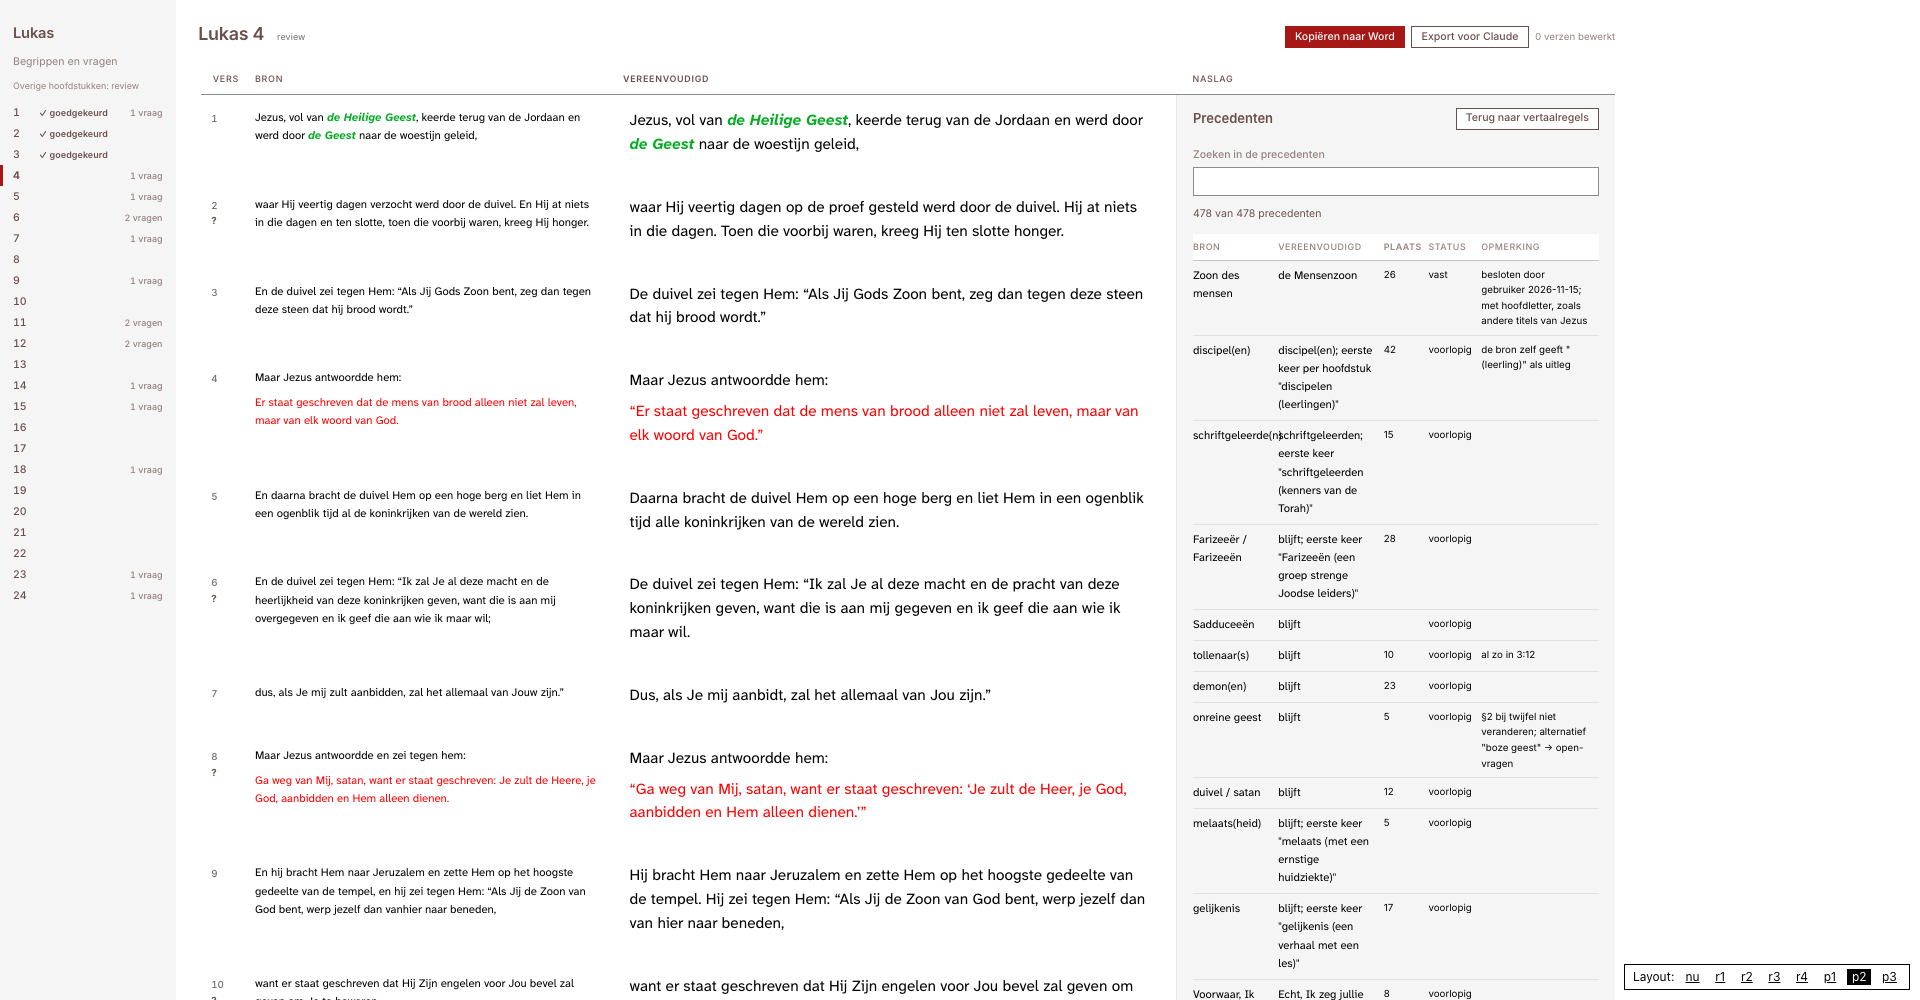 Lukas
Begrippen en vragen
Overige hoofdstukken: review
1 ✓ goedgekeurd 1 vraag
2 ✓ goedgekeurd
3 ✓ goedgekeurd
4 1 vraag
5 1 vraag
6 2 vragen
7 1 vraag
8
9 1 vraag
10
11 2 vragen
12 2 vragen
13
14 1 vraag
15 1 vraag
16
17
18 1 vraag
19
20
21
22
23 1 vraag
24 1 vraag
Lukas 4 review
Kopiëren naar Word Export voor Claude 0 verzen bewerkt
VERS BRON VEREENVOUDIGD NASLAG
1
Jezus, vol van de Heilige Geest, keerde terug van de Jordaan en
werd door de Geest naar de woestijn geleid,
Jezus, vol van de Heilige Geest, keerde terug van de Jordaan en werd door
de Geest naar de woestijn geleid,
2
?
waar Hij veertig dagen verzocht werd door de duivel. En Hij at niets
in die dagen en ten slotte, toen die voorbij waren, kreeg Hij honger.
waar Hij veertig dagen op de proef gesteld werd door de duivel. Hij at niets
in die dagen. Toen die voorbij waren, kreeg Hij ten slotte honger.
3
En de duivel zei tegen Hem: “Als Jij Gods Zoon bent, zeg dan tegen
deze steen dat hij brood wordt.”
De duivel zei tegen Hem: “Als Jij Gods Zoon bent, zeg dan tegen deze steen
dat hij brood wordt.”
4
Maar Jezus antwoordde hem:
Er staat geschreven dat de mens van brood alleen niet zal leven,
maar van elk woord van God.
Maar Jezus antwoordde hem:
“Er staat geschreven dat de mens van brood alleen niet zal leven, maar van
elk woord van God.”
5
En daarna bracht de duivel Hem op een hoge berg en liet Hem in
een ogenblik tijd al de koninkrijken van de wereld zien.
Daarna bracht de duivel Hem op een hoge berg en liet Hem in een ogenblik
tijd alle koninkrijken van de wereld zien.
6
?
En de duivel zei tegen Hem: “Ik zal Je al deze macht en de
heerlijkheid van deze koninkrijken geven, want die is aan mij
overgegeven en ik geef die aan wie ik maar wil;
De duivel zei tegen Hem: “Ik zal Je al deze macht en de pracht van deze
koninkrijken geven, want die is aan mij gegeven en ik geef die aan wie ik
maar wil.
7
dus, als Je mij zult aanbidden, zal het allemaal van Jouw zijn.”
Dus, als Je mij aanbidt, zal het allemaal van Jou zijn.”
8
?
Maar Jezus antwoordde en zei tegen hem:
Ga weg van Mij, satan, want er staat geschreven: Je zult de Heere, je
God, aanbidden en Hem alleen dienen.
Maar Jezus antwoordde hem:
“Ga weg van Mij, satan, want er staat geschreven: ‘Je zult de Heer, je God,
aanbidden en Hem alleen dienen.’”
9
En hij bracht Hem naar Jeruzalem en zette Hem op het hoogste
gedeelte van de tempel, en hij zei tegen Hem: “Als Jij de Zoon van
God bent, werp jezelf dan vanhier naar beneden,
Hij bracht Hem naar Jeruzalem en zette Hem op het hoogste gedeelte van
de tempel. Hij zei tegen Hem: “Als Jij de Zoon van God bent, werp jezelf dan
van hier naar beneden,
10
want er staat geschreven dat Hij Zijn engelen voor Jou bevel zal
want er staat geschreven dat Hij Zijn engelen voor Jou bevel zal geven om
Precedenten Terug naar vertaalregels
Zoeken in de precedenten
478 van 478 precedenten
BRON VEREENVOUDIGD PLAATS STATUS OPMERKING
Zoon des
mensen
de Mensenzoon
26
vast
besloten door
gebruiker 2026-11-15;
met hoofdletter, zoals
andere titels van Jezus
discipel(en)
discipel(en); eerste
keer per hoofdstuk
"discipelen
(leerlingen)"
42
voorlopig
de bron zelf geeft "
(leerling)" als uitleg
schriftgeleerde(n)
schriftgeleerden;
eerste keer
"schriftgeleerden
(kenners van de
Torah)"
15
voorlopig
Farizeeër /
Farizeeën
blijft; eerste keer
"Farizeeën (een
groep strenge
Joodse leiders)"
28
voorlopig
Sadduceeën blijft voorlopig
tollenaar(s) blijft 10 voorlopig al zo in 3:12
demon(en) blijft 23 voorlopig
onreine geest blijft 5 voorlopig
§2 bij twijfel niet
veranderen; alternatief
"boze geest" → open-
vragen
duivel / satan blijft 12 voorlopig
melaats(heid)
blijft; eerste keer
"melaats (met een
ernstige
huidziekte)"
5
voorlopig
gelijkenis
blijft; eerste keer
"gelijkenis (een
verhaal met een
les)"
17
voorlopig
Voorwaar, Ik Echt, Ik zeg jullie 8 voorlopig
Layout: nu r1 r2 r3 r4 p1 p2 p3